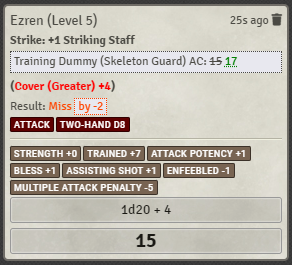 Ezren (Level 5) 25s ago
Strike: +1 Striking Staff
Training Dummy (Skeleton Guard) AC: 15 17
(Cover (Greater) +4)
Result: Miss by -2
ATTACK TWO-HAND D8
STRENGTH +0 TRAINED +7 ATTACK POTENCY +1
BLESS +1 ASSISTING SHOT +1 ENFEEBLED -1
MULTIPLE ATTACK PENALTY -5
1d20 + 4
15